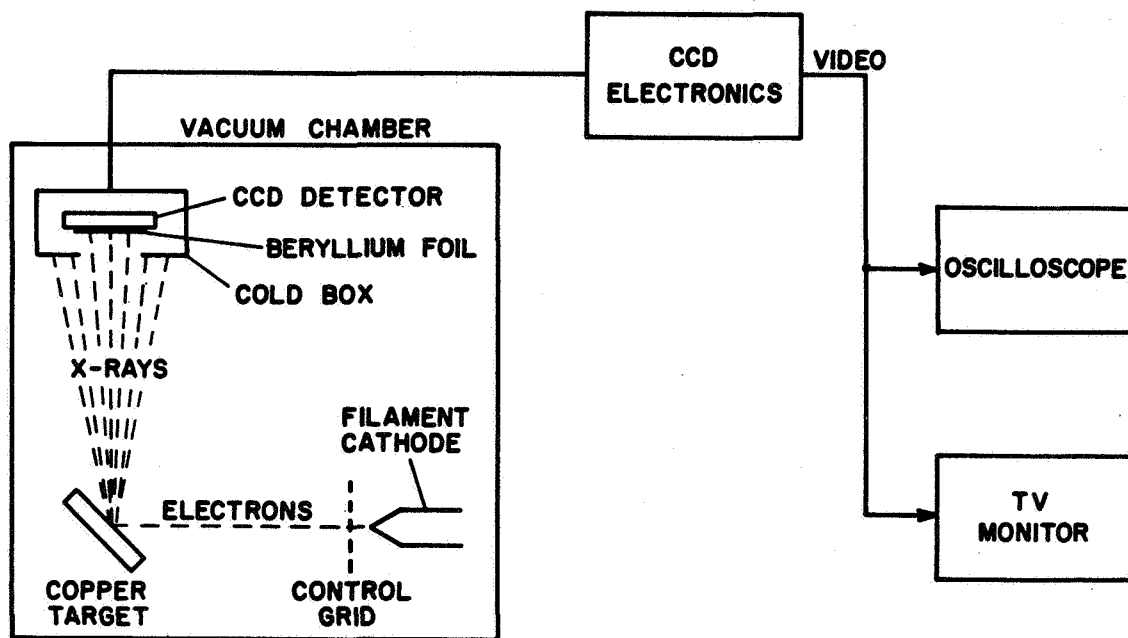 CCD
ELECTRONICS
VIDEO
VACUUM CHAMBER
CCD DETECTOR
BERYLLIUM FOIL
COLD BOX
OSCILLOSCOPE
X-RAYS
FILAMENT
CATHODE
ELECTRONS
TV
MONITOR
COPPER
TARGET
CONTROL
GRID